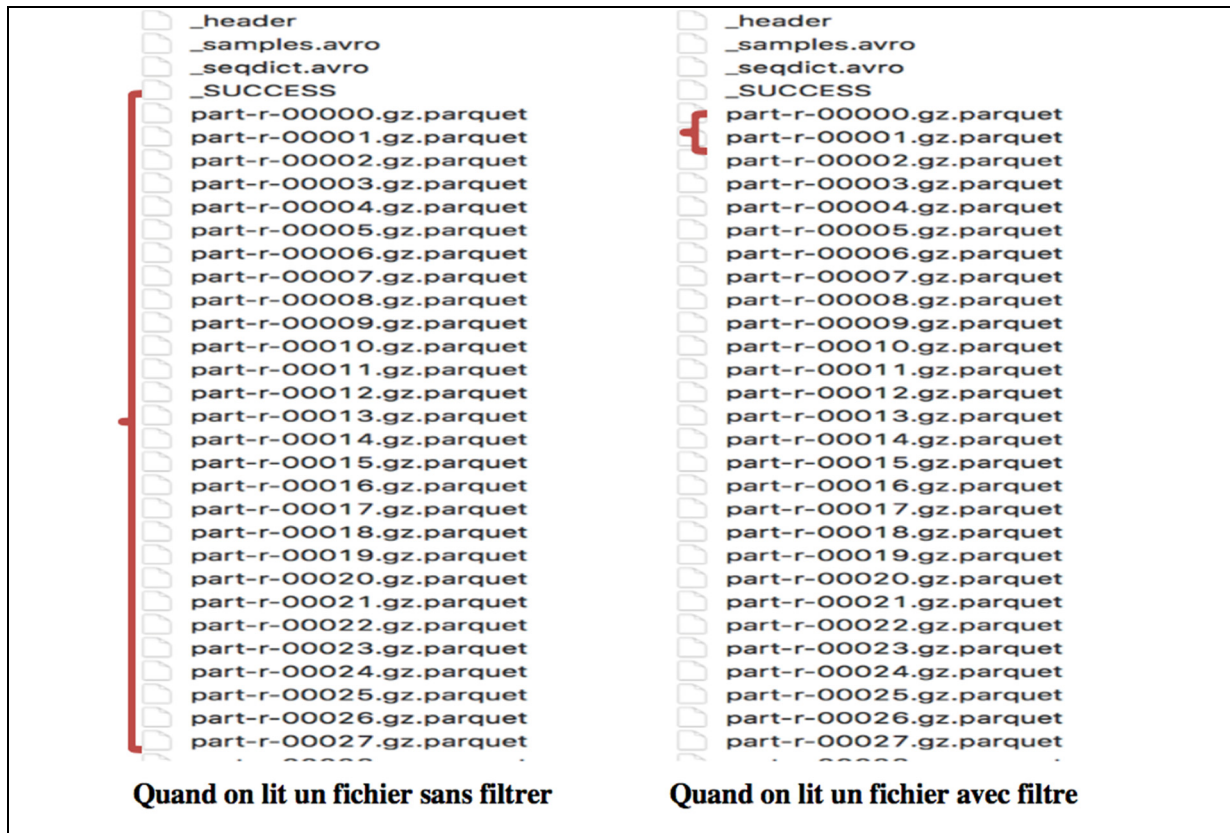 _header
_samples.avro
_seqdict.avro
_SUCCESS
part-r-00000.gz.parquet
part-r-00001.gz.parquet
part-r-00002.gz.parquet
part-r-00003.gz.parquet
part-r-00004.gz.parquet
part-r-00005.gz.parquet
part-r-00006.gz.parquet
part-r-00007.gz.parquet
part-r-00008.gz.parquet
part-r-00009.gz.parquet
part-r-00010.gz.parquet
part-r-00011.gz.parquet
part-r-00012.gz.parquet
part-r-00013.gz.parquet
part-r-00014.gz.parquet
part-r-00015.gz.parquet
part-r-00016.gz.parquet
part-r-00017.gz.parquet
part-r-00018.gz.parquet
part-r-00019.gz.parquet
part-r-00020.gz.parquet
part-r-00021.gz.parquet
part-r-00022.gz.parquet
part-r-00023.gz.parquet
part-r-00024.gz.parquet
part-r-00025.gz.parquet
part-r-00026.gz.parquet
part-r-00027.gz.parquet
Quand on lit un fichier sans filtrer
_header
_samples.avro
_seqdict.avro
_SUCCESS
part-r-00000.gz.parquet
part-r-00001.gz.parquet
part-r-00002.gz.parquet
part-r-00003.gz.parquet
part-r-00004.gz.parquet
part-r-00005.gz.parquet
part-r-00006.gz.parquet
part-r-00007.gz.parquet
part-r-00008.gz.parquet
part-r-00009.gz.parquet
part-r-00010.gz.parquet
part-r-00011.gz.parquet
part-r-00012.gz.parquet
part-r-00013.gz.parquet
part-r-00014.gz.parquet
part-r-00015.gz.parquet
part-r-00016.gz.parquet
part-r-00017.gz.parquet
part-r-00018.gz.parquet
part-r-00019.gz.parquet
part-r-00020.gz.parquet
part-r-00021.gz.parquet
part-r-00022.gz.parquet
part-r-00023.gz.parquet
part-r-00024.gz.parquet
part-r-00025.gz.parquet
part-r-00026.gz.parquet
part-r-00027.gz.parquet
Quand on lit un fichier avec filtre